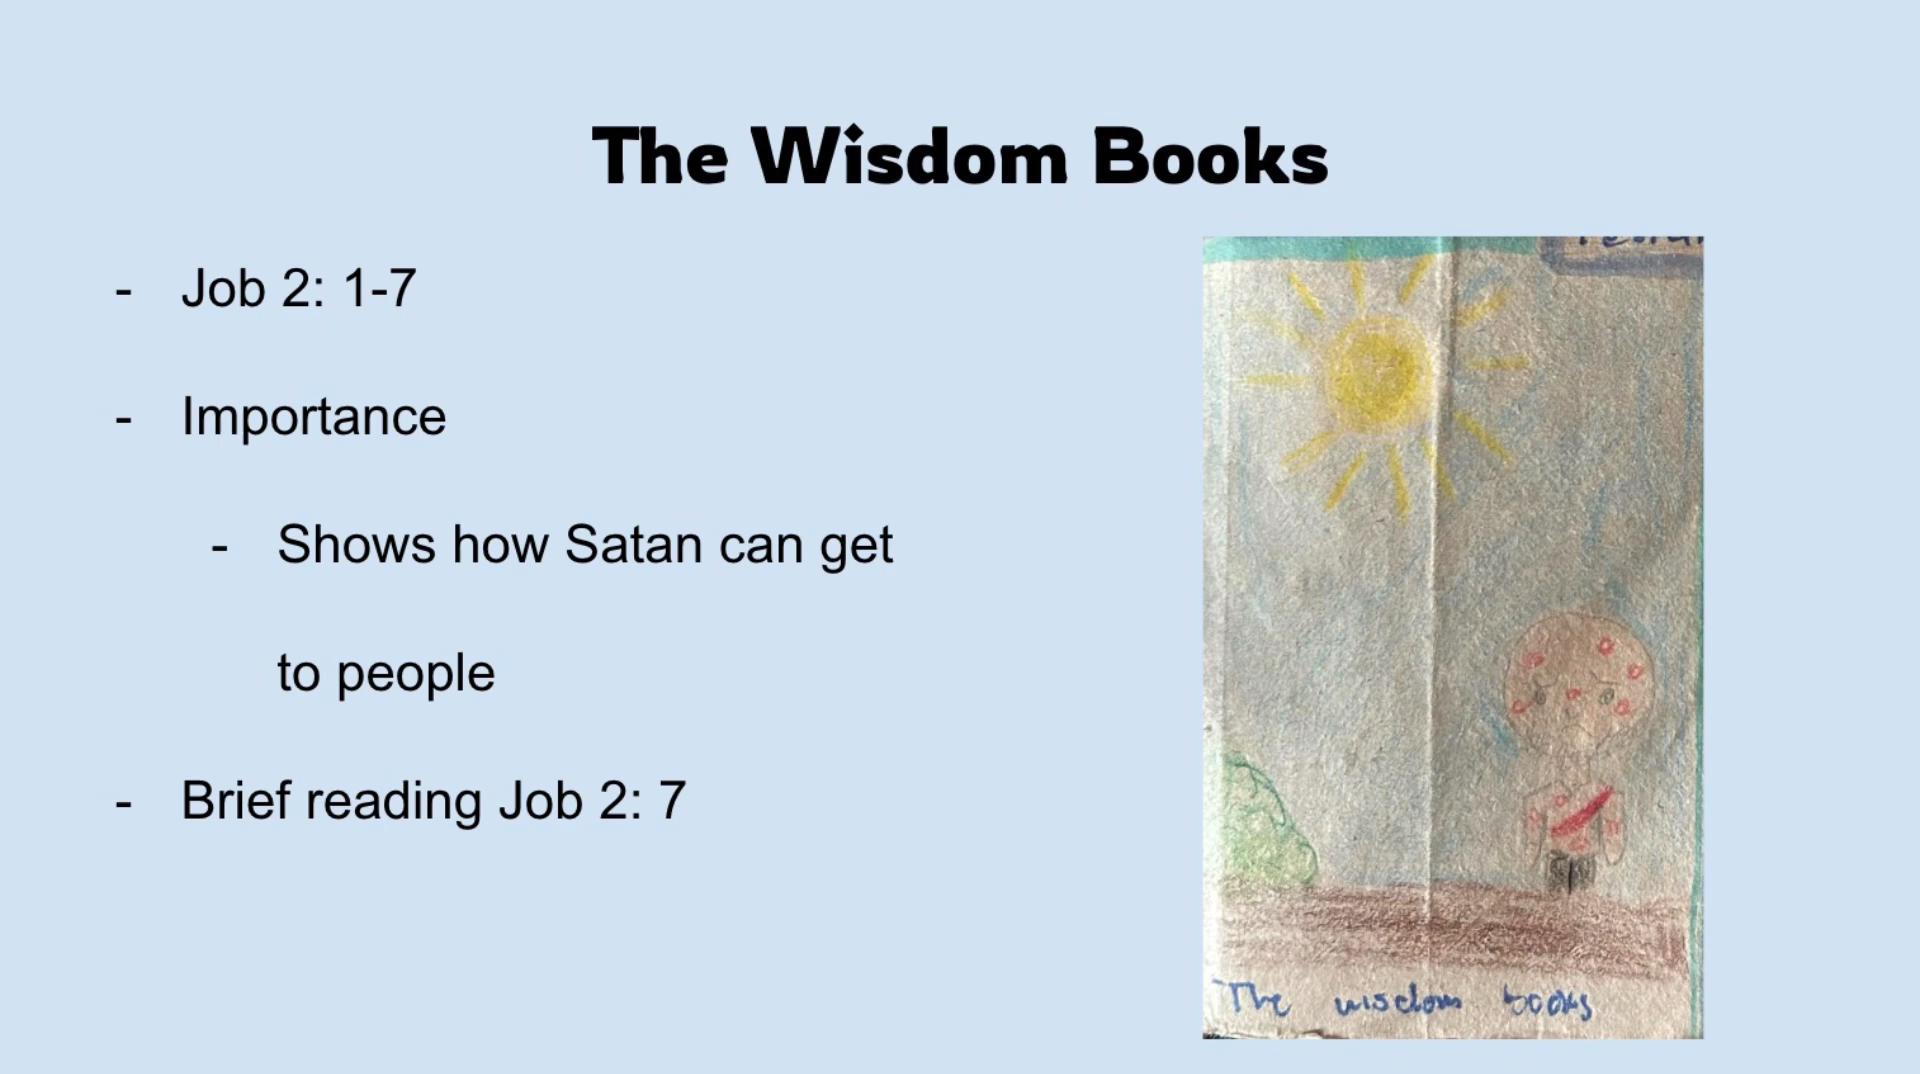 The Wisdom Books
- Job 2: 1-7
- Importance
- Shows how Satan can get
to people
- Brief reading Job 2: 7
The wisdom books